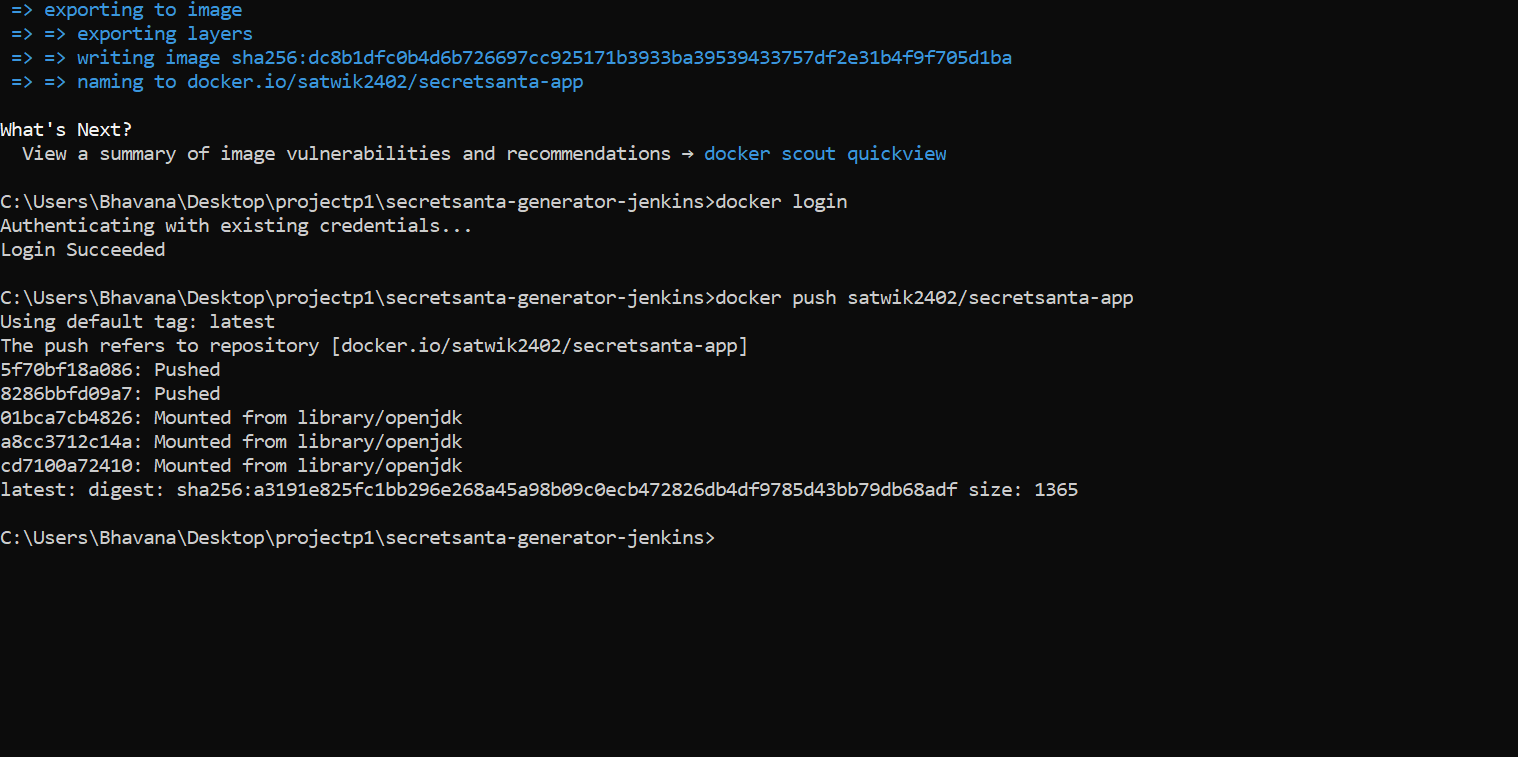 => exporting to image
=> => exporting layers
=> => writing image sha256:dc8b1dfc0b4d6b726697cc925171b3933ba39539433757df2e31b4f9f705d1ba
=> => naming to docker.io/satwik2402/secretsanta-app
What's Next?
View a summary of image vulnerabilities and recommendations → docker scout quickview
C:\Users\Bhavana\Desktop\projectp1\secretsanta-generator-jenkins>docker login
Authenticating with existing credentials...
Login Succeeded
C:\Users\Bhavana\Desktop\projectp1\secretsanta-generator-jenkins>docker push satwik2402/secretsanta-app
Using default tag: latest
The push refers to repository [docker.io/satwik2402/secretsanta-app]
5f70bf18a086: Pushed
8286bbfd09a7: Pushed
01bca7cb4826: Mounted from library/openjdk
a8cc3712c14a: Mounted from library/openjdk
cd7100a72410: Mounted from library/openjdk
latest: digest: sha256:a3191e825fc1bb296e268a45a98b09c0ecb472826db4df9785d43bb79db68adf size: 1365
C:\Users\Bhavana\Desktop\projectp1\secretsanta-generator-jenkins>